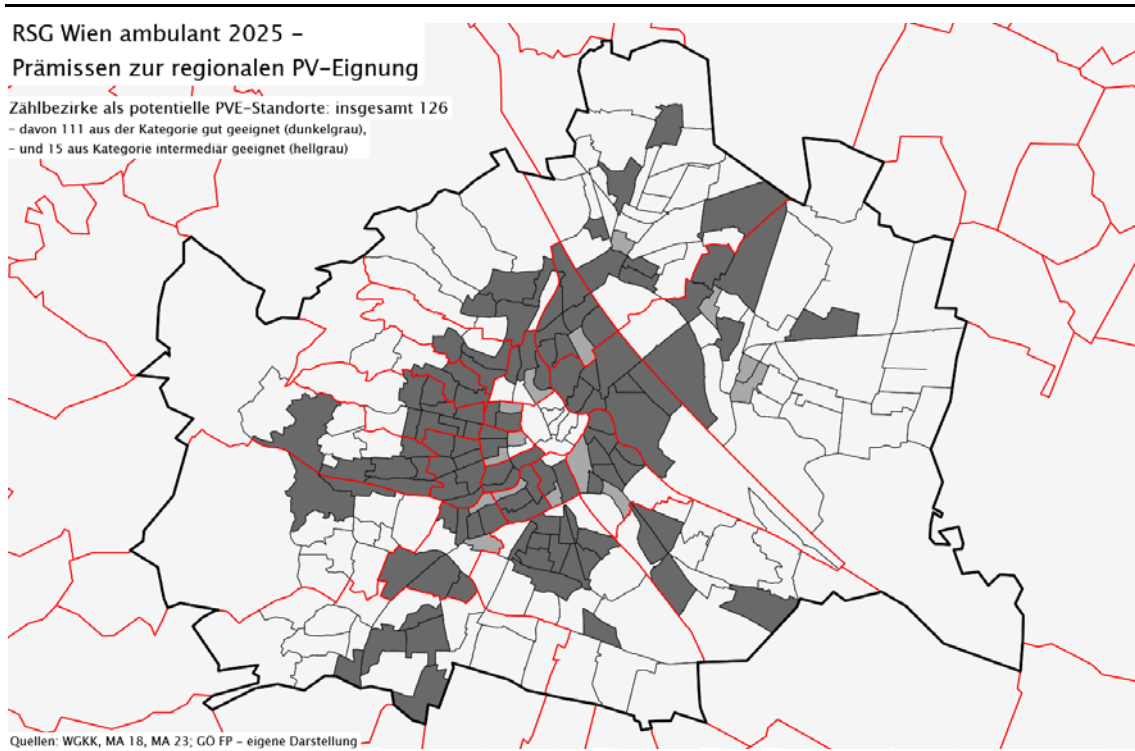 RSG Wien ambulant 2025 –
Prämissen zur regionalen PV-Eignung
Zählbezirke als potentielle PVE-Standorte: insgesamt 126
- davon 111 aus der Kategorie gut geeignet (dunkelgrau),
- und 15 aus Kategorie intermediär geeignet (hellgrau)
Quellen: WGKK, MA 18, MA 23; GÖ FP – eigene Darstellung